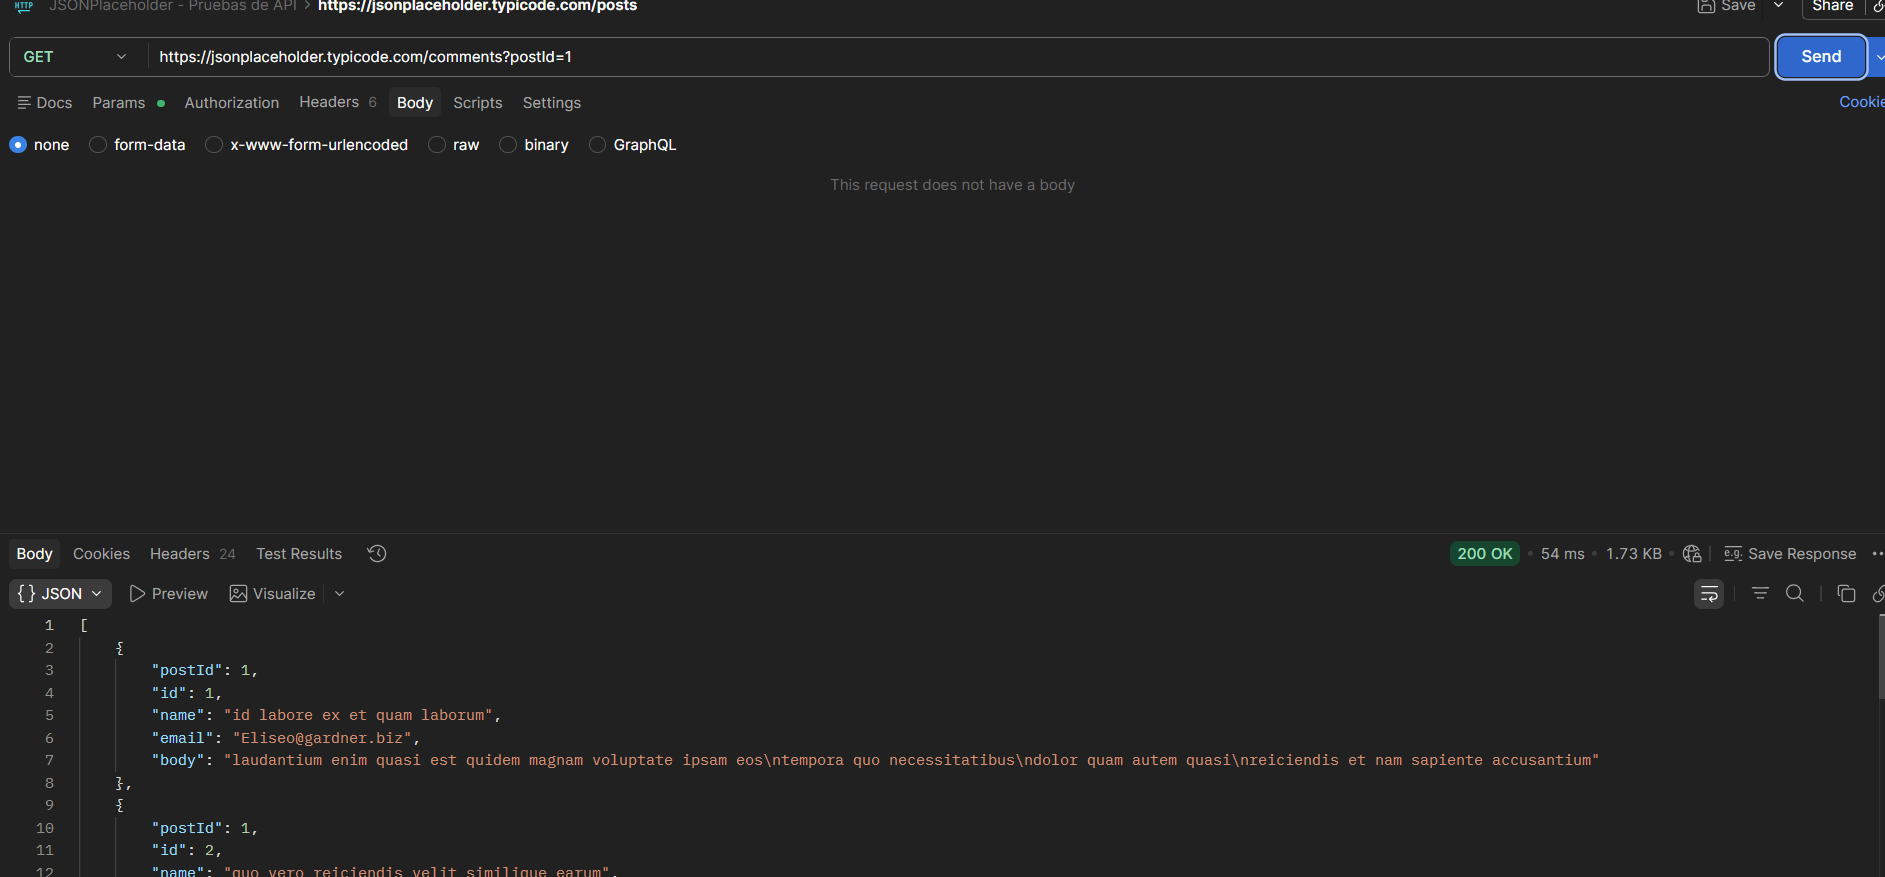 HTTP JSONPlaceholder - Pruebas de API > https://jsonplaceholder.typicode.com/posts Save Share
GET https://jsonplaceholder.typicode.com/comments?postId=1 Send
Docs Params Authorization Headers 6 Body Scripts Settings Cookie
none form-data x-www-form-urlencoded raw binary GraphQL
This request does not have a body
Body Cookies Headers 24 Test Results 200 OK • 54 ms • 1.73 KB • e.g. Save Response
{} JSON Preview Visualize
1 [
2 {
3 "postId": 1,
4 "id": 1,
5 "name": "id labore ex et quam laborum",
6 "email": "Eliseo@gardner.biz",
7 "body": "laudantium enim quasi est quidem magnam voluptate ipsam eos\ntempora quo necessitatibus\ndolor quam autem quasi\nreiciendis et nam sapiente accusantium"
8 },
9 {
10 "postId": 1,
11 "id": 2,
12 "name": "quo vero reiciendis velit similique earum",